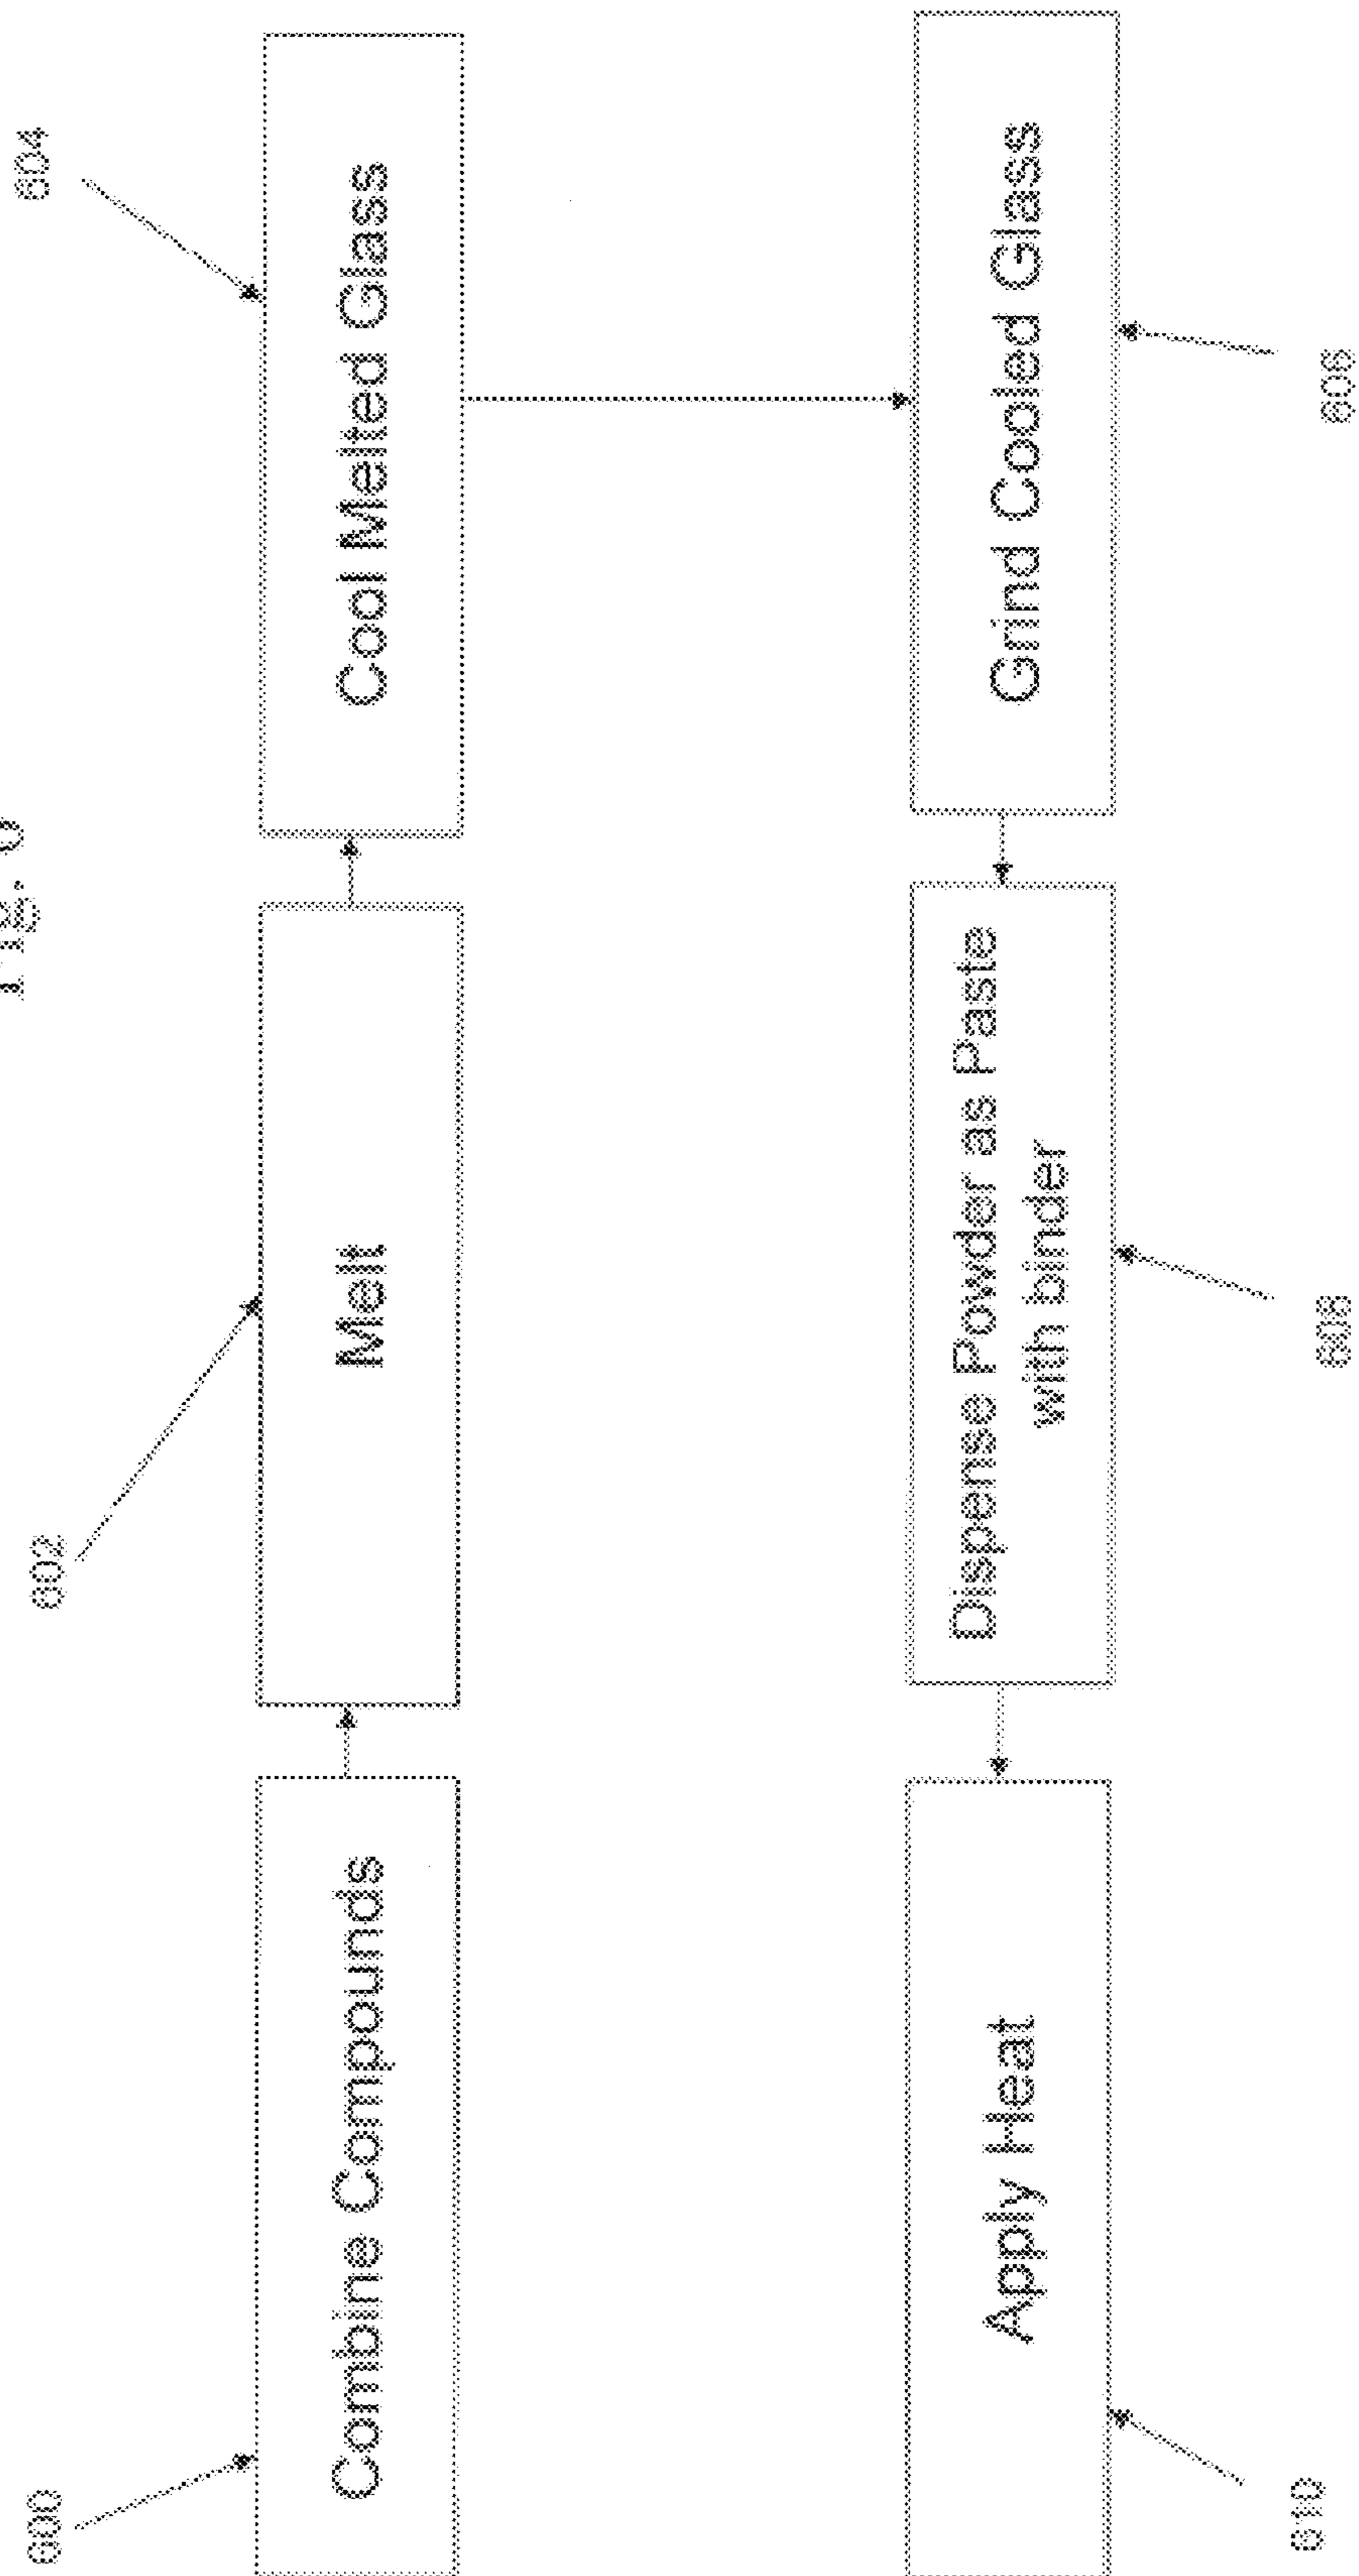 Fig. 6
600
602
604
Combine Compounds
Melt
Cool Melted Glass
Apply Heat
Dispense Powder as Paste
with binder
Grind Cooled Glass
610
608
606